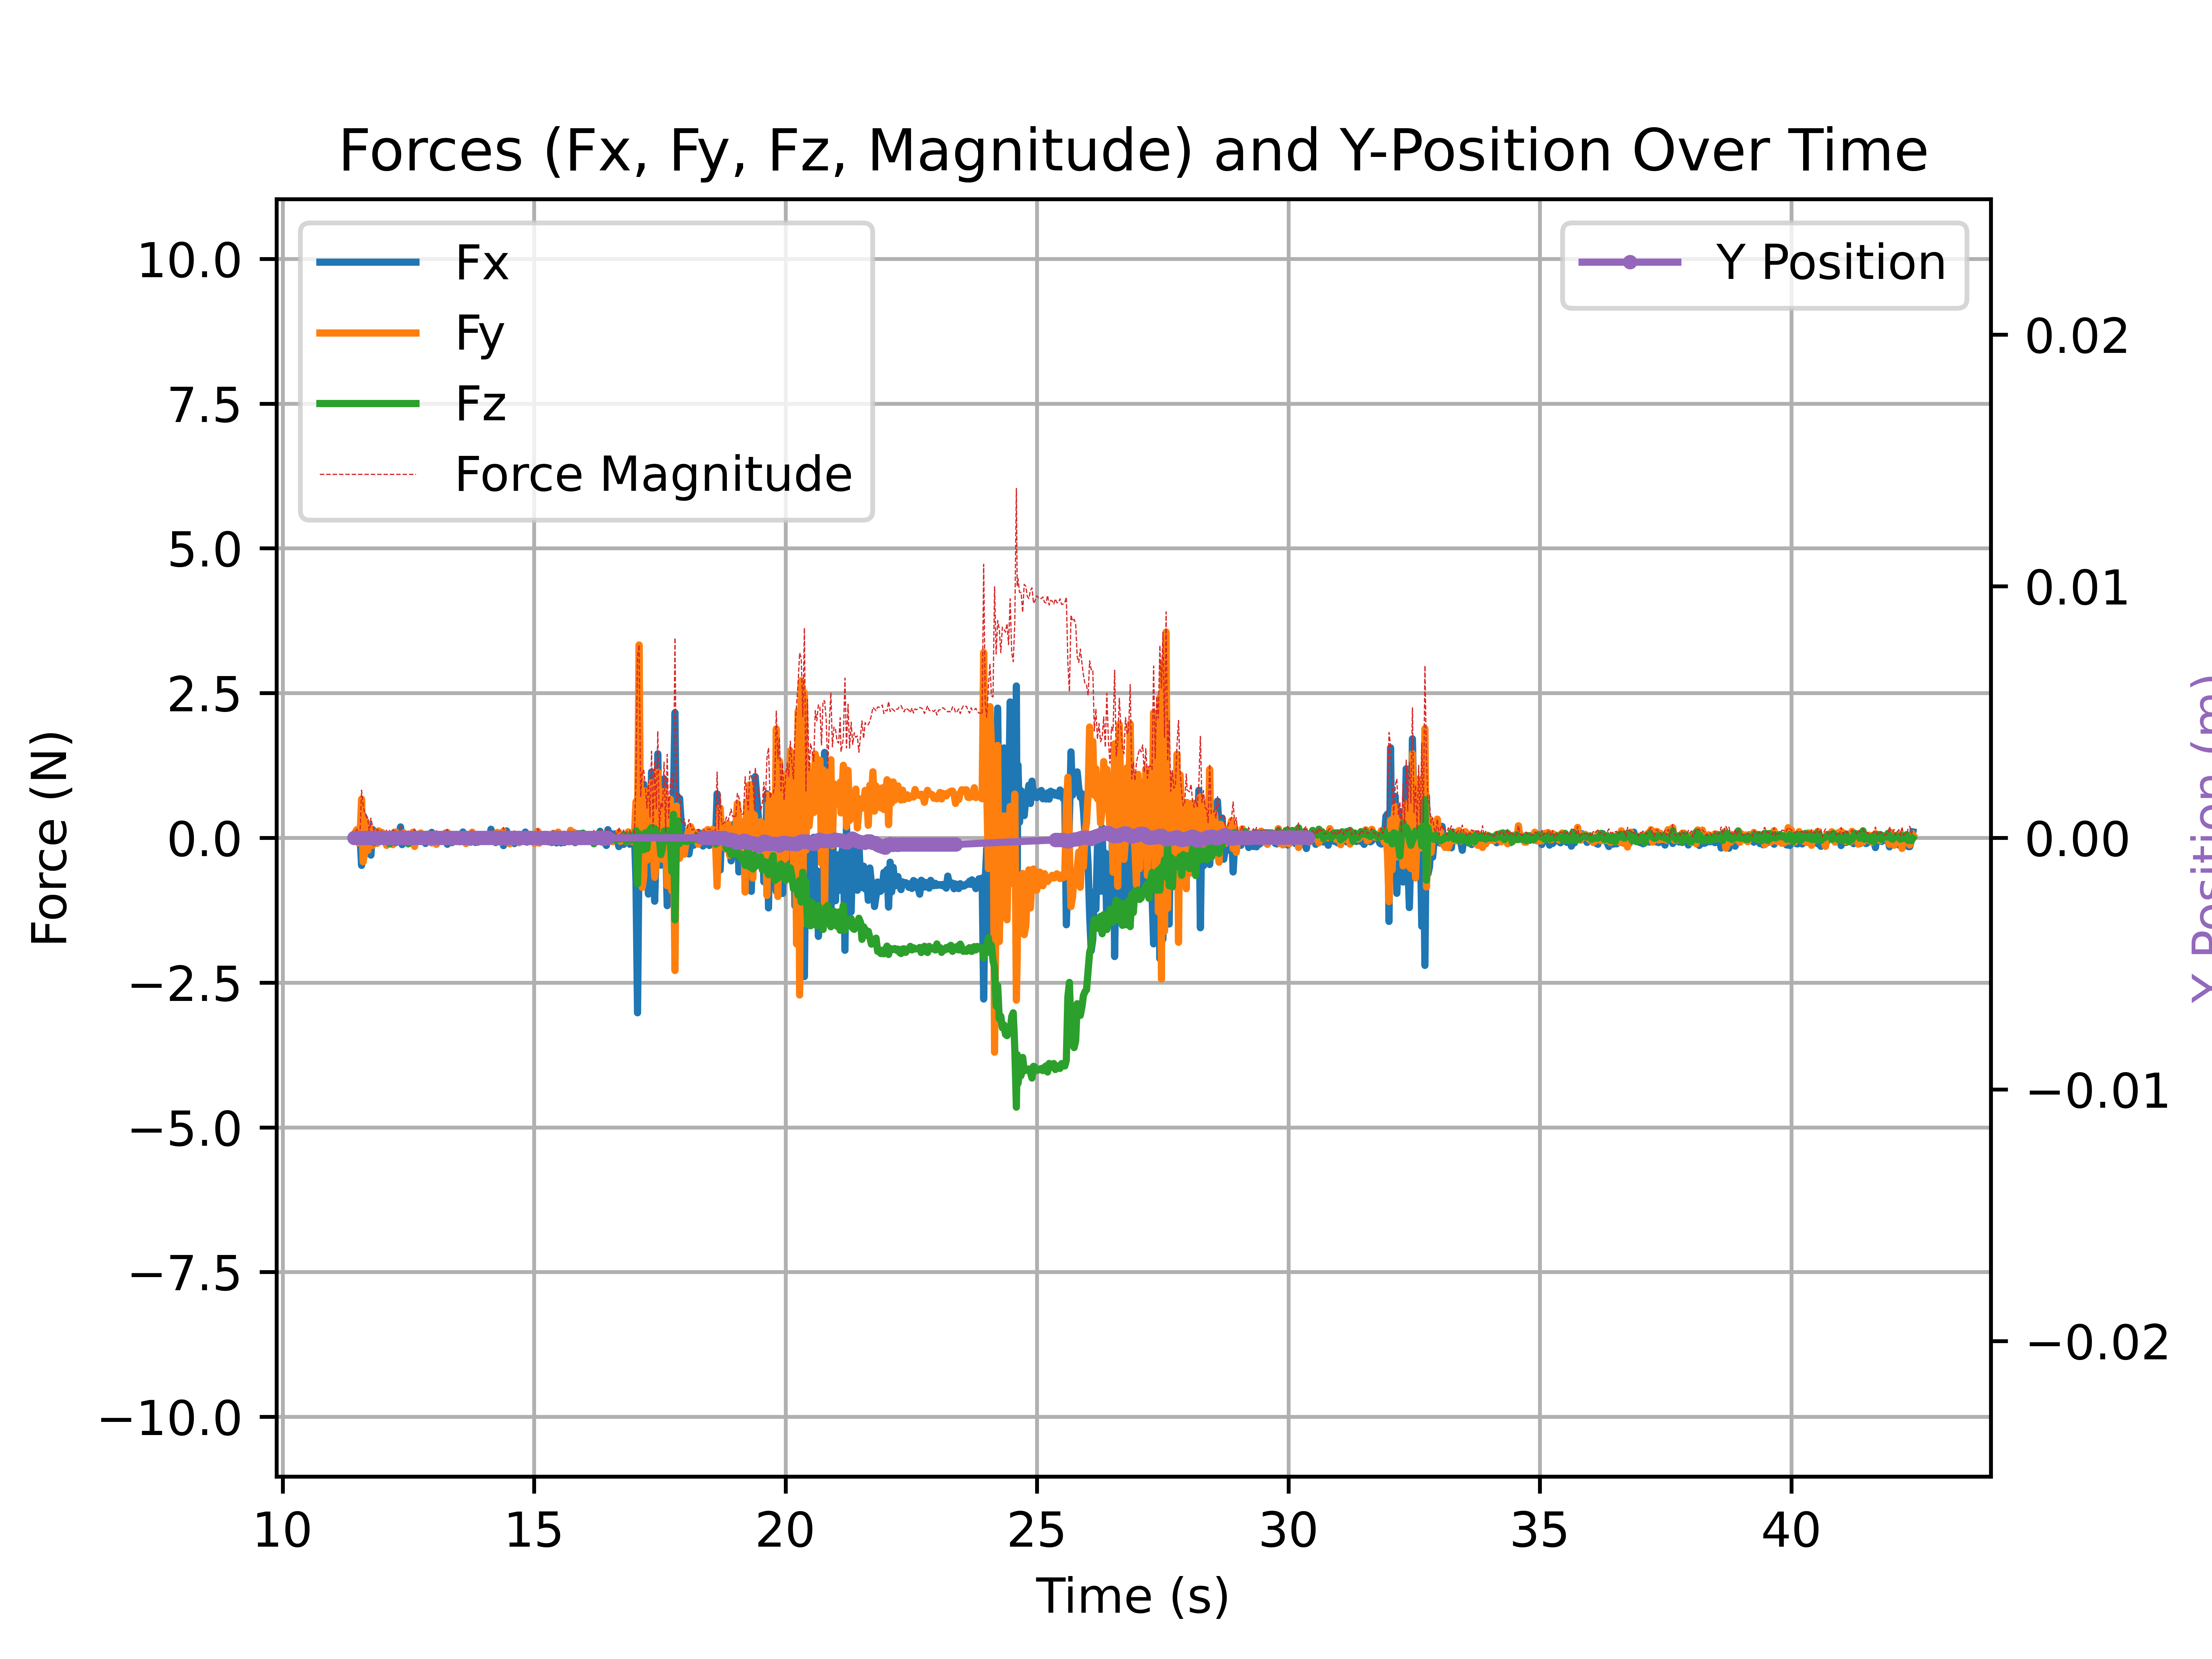 Forces (Fx, Fy, Fz, Magnitude) and Y-Position Over Time
Fx
Fy
Fz
Force Magnitude
Y Position
10.0
7.5
5.0
2.5
0.0
−2.5
−5.0
−7.5
−10.0
Force (N)
0.02
0.01
0.00
−0.01
−0.02
Y Position (m)
10 15 20 25 30 35 40
Time (s)